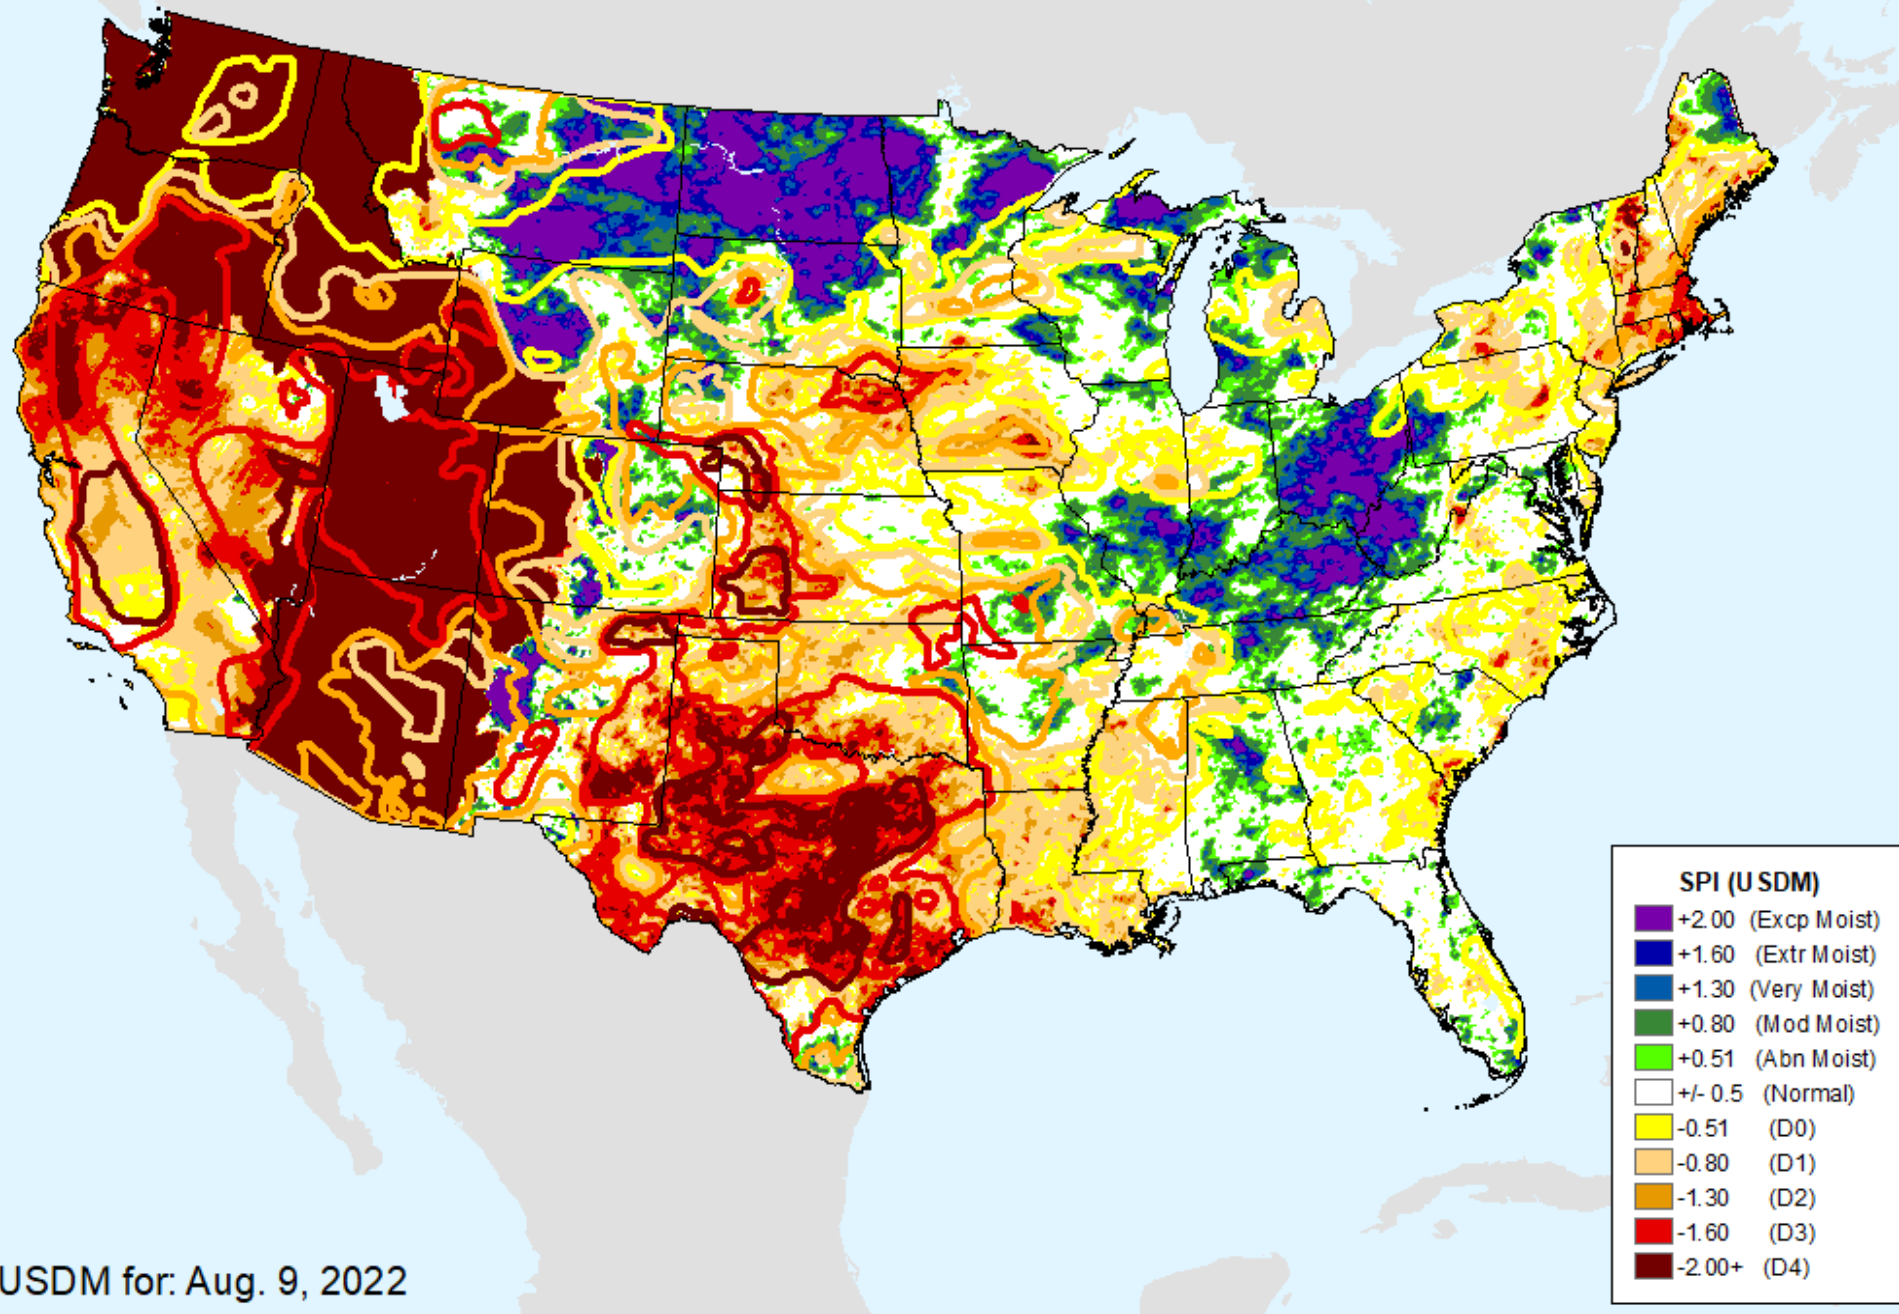 SPI (USDM)
+2.00 (Excp Moist)
+1.60 (Extr Moist)
+1.30 (Very Moist)
+0.80 (Mod Moist)
+0.51 (Abn Moist)
+/- 0.5 (Normal)
-0.51 (D0)
-0.80 (D1)
-1.30 (D2)
-1.60 (D3)
-2.00+ (D4)
USDM for: Aug. 9, 2022